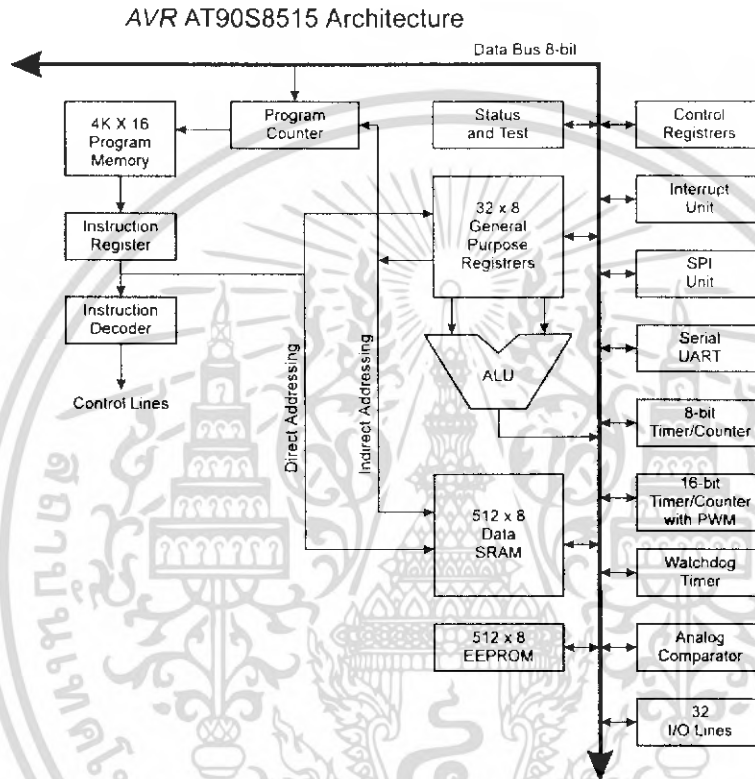 AVR AT90S8515 Architecture
Data Bus 8-bil
4K X 16
Program
Memory
Program
Counter
Status
and Test
Control
Registrers
32 x 8
General
Purpose
Registrers
Interrupt
Unit
Instruction
Register
SPI
Unit
Instruction
Decoder
Serial
UART
ALU
Control Lines
Direct Addressing
Indirect Addressing
8-bit
Timer/Counter
16-bit
Timer/Counter
with PWM
512 x 8
Data
SRAM
Watchdog
Timer
512 x 8
EEPROM
Analog
Comparator
32
I/O Lines